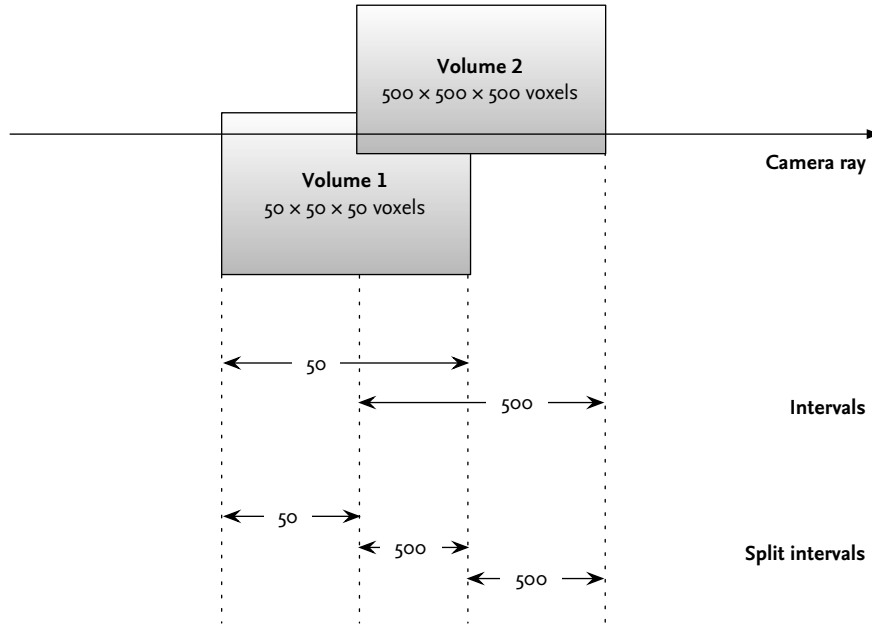 Volume 2
500 × 500 × 500 voxels
Camera ray
Volume 1
50 × 50 × 50 voxels
50
500
Intervals
50
500
Split intervals
500